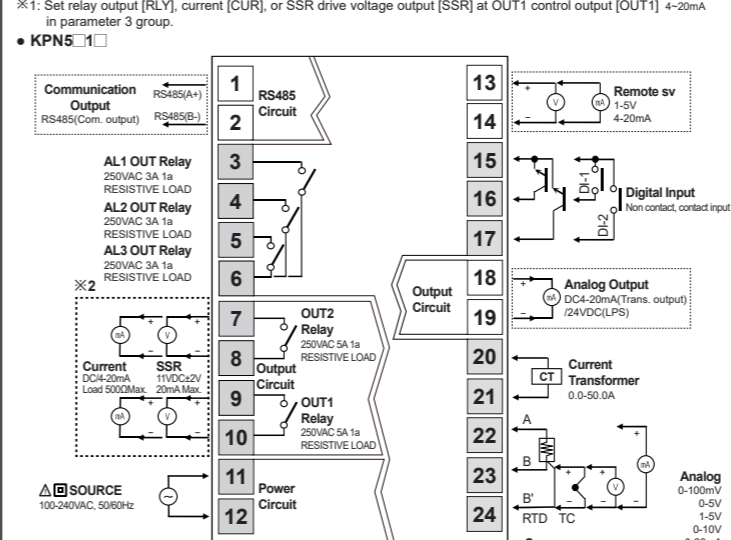 ※1: Set relay output [RLY], current [CUR], or SSR drive voltage output [SSR] at OUT1 control output [OUT1] 4~20mA
in parameter 3 group.
● KPN5□1□
Communication
Output
RS485(Com. output)
RS485(A+)
RS485(B-)
1
2
RS485
Circuit
AL1 OUT Relay
250VAC 3A 1a
RESISTIVE LOAD
AL2 OUT Relay
250VAC 3A 1a
RESISTIVE LOAD
AL3 OUT Relay
250VAC 3A 1a
RESISTIVE LOAD
3
4
5
6
※2
mA
+
−
V
+
−
Current
DC/4-20mA
Load 500ΩMax.
SSR
11VDC±2V
20mA Max.
mA
+
−
V
+
−
7
8
9
10
OUT2
Relay
250VAC 5A 1a
RESISTIVE LOAD
Output
Circuit
OUT1
Relay
250VAC 5A 1a
RESISTIVE LOAD
SOURCE
100-240VAC, 50/60Hz
11
12
Power
Circuit
13
14
+
−
V
mA
Remote sv
1-5V
4-20mA
15
16
17
DI-1
DI-2
Digital Input
Non contact, contact input
Output
Circuit
18
19
+
−
mA
Analog Output
DC4-20mA(Trans. output)
/24VDC(LPS)
20
21
CT
Current
Transformer
0.0-50.0A
22
23
24
A
B
B'
RTD
TC
+
−
+
V
−
+
mA
−
Analog
0-100mV
0-5V
1-5V
0-10V